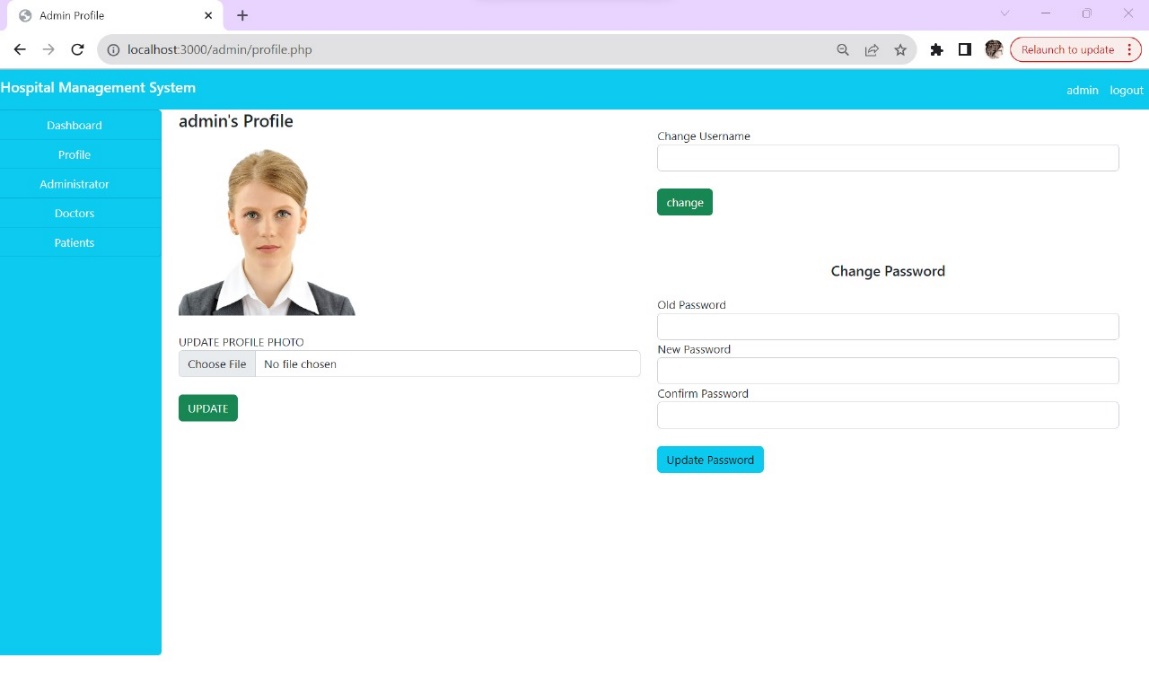 Admin Profile
localhost:3000/admin/profile.php
Relaunch to update
Hospital Management System
admin logout
Dashboard
Profile
Administrator
Doctors
Patients
admin's Profile
UPDATE PROFILE PHOTO
Choose File No file chosen
UPDATE
Change Username
change
Change Password
Old Password
New Password
Confirm Password
Update Password